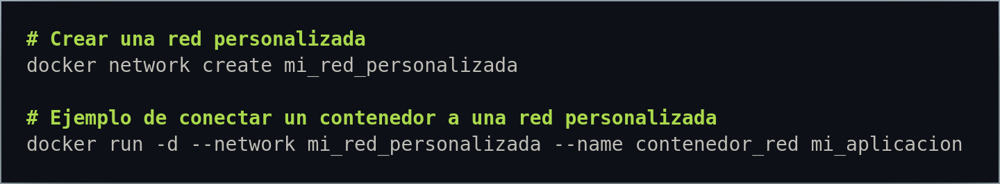 # Crear una red personalizada
docker network create mi_red_personalizada
# Ejemplo de conectar un contenedor a una red personalizada
docker run -d --network mi_red_personalizada --name contenedor_red mi_aplicacion